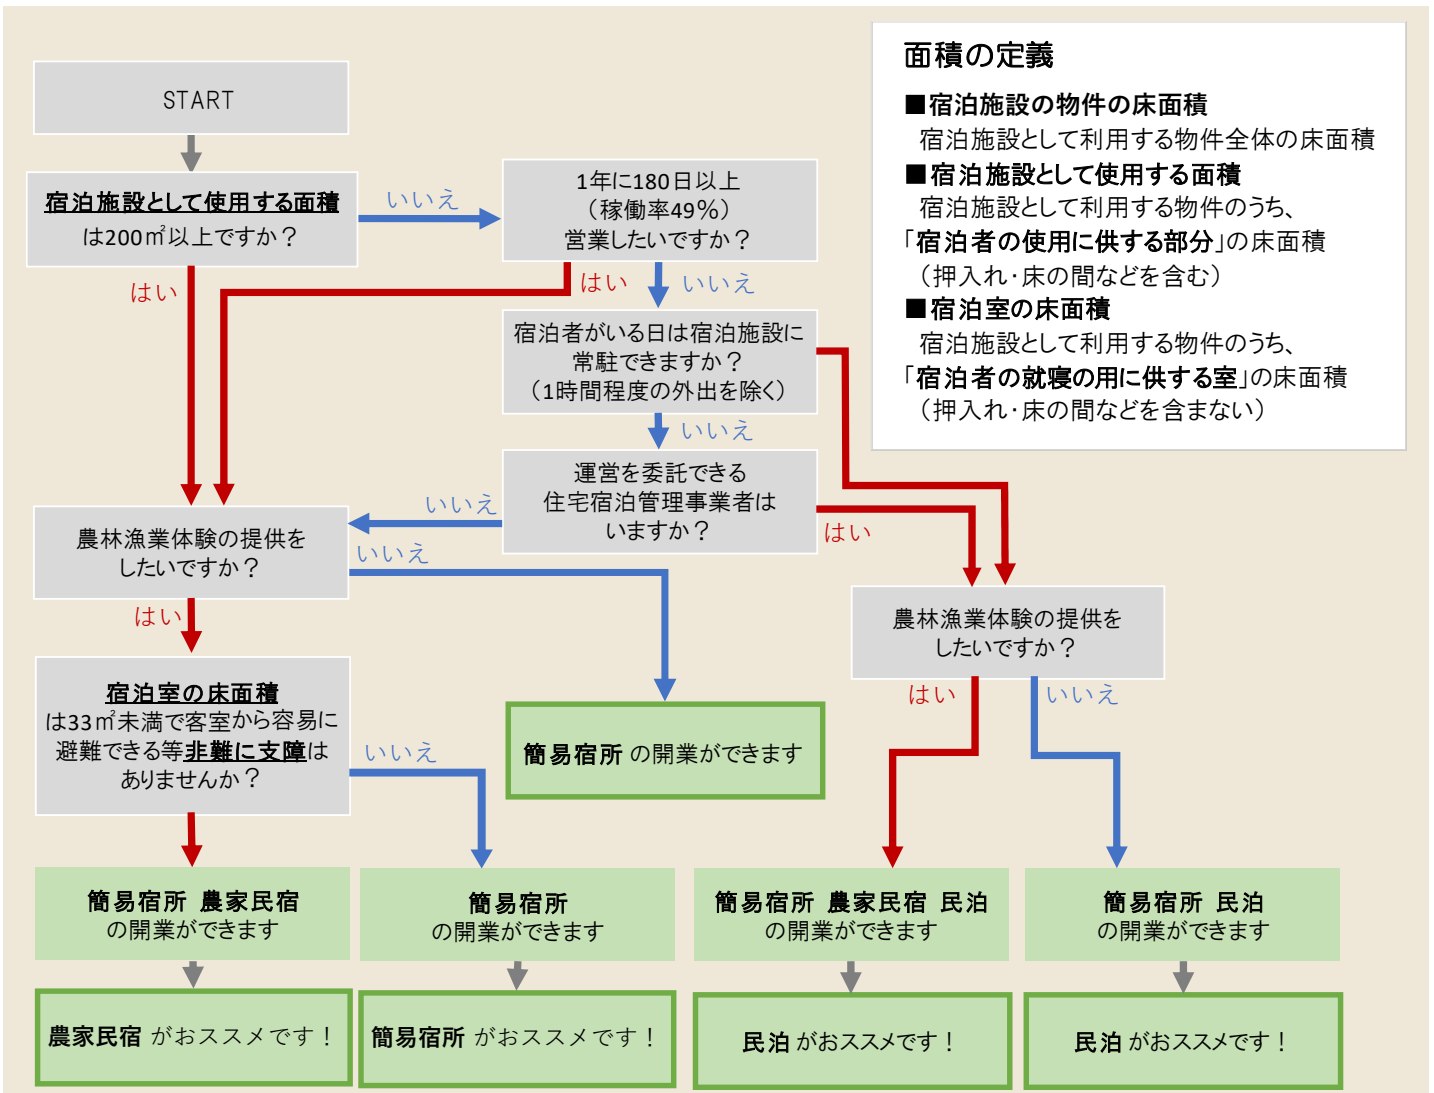 START
宿泊施設として使用する面積
は200㎡以上ですか？
はい
いいえ
1年に180日以上
（稼働率49%）
営業したいですか？
はい
いいえ
宿泊者がいる日は宿泊施設に
常駐できますか？
（1時間程度の外出を除く）
いいえ
運営を委託できる
住宅宿泊管理事業者は
いますか？
いいえ
はい
農林漁業体験の提供を
したいですか？
いいえ
はい
宿泊室の床面積
は33㎡未満で客室から容易に
避難できる等非難に支障は
ありませんか？
いいえ
簡易宿所 の開業ができます
農林漁業体験の提供を
したいですか？
はい
いいえ
簡易宿所 農家民宿
の開業ができます
農家民宿 がおススメです！
簡易宿所
の開業ができます
簡易宿所 がおススメです！
簡易宿所 農家民宿 民泊
の開業ができます
民泊 がおススメです！
簡易宿所 民泊
の開業ができます
民泊 がおススメです！
面積の定義
■宿泊施設の物件の床面積
宿泊施設として利用する物件全体の床面積
■宿泊施設として使用する面積
宿泊施設として利用する物件のうち、
「宿泊者の使用に供する部分」の床面積
（押入れ・床の間などを含む）
■宿泊室の床面積
宿泊施設として利用する物件のうち、
「宿泊者の就寝の用に供する室」の床面積
（押入れ・床の間などを含まない）